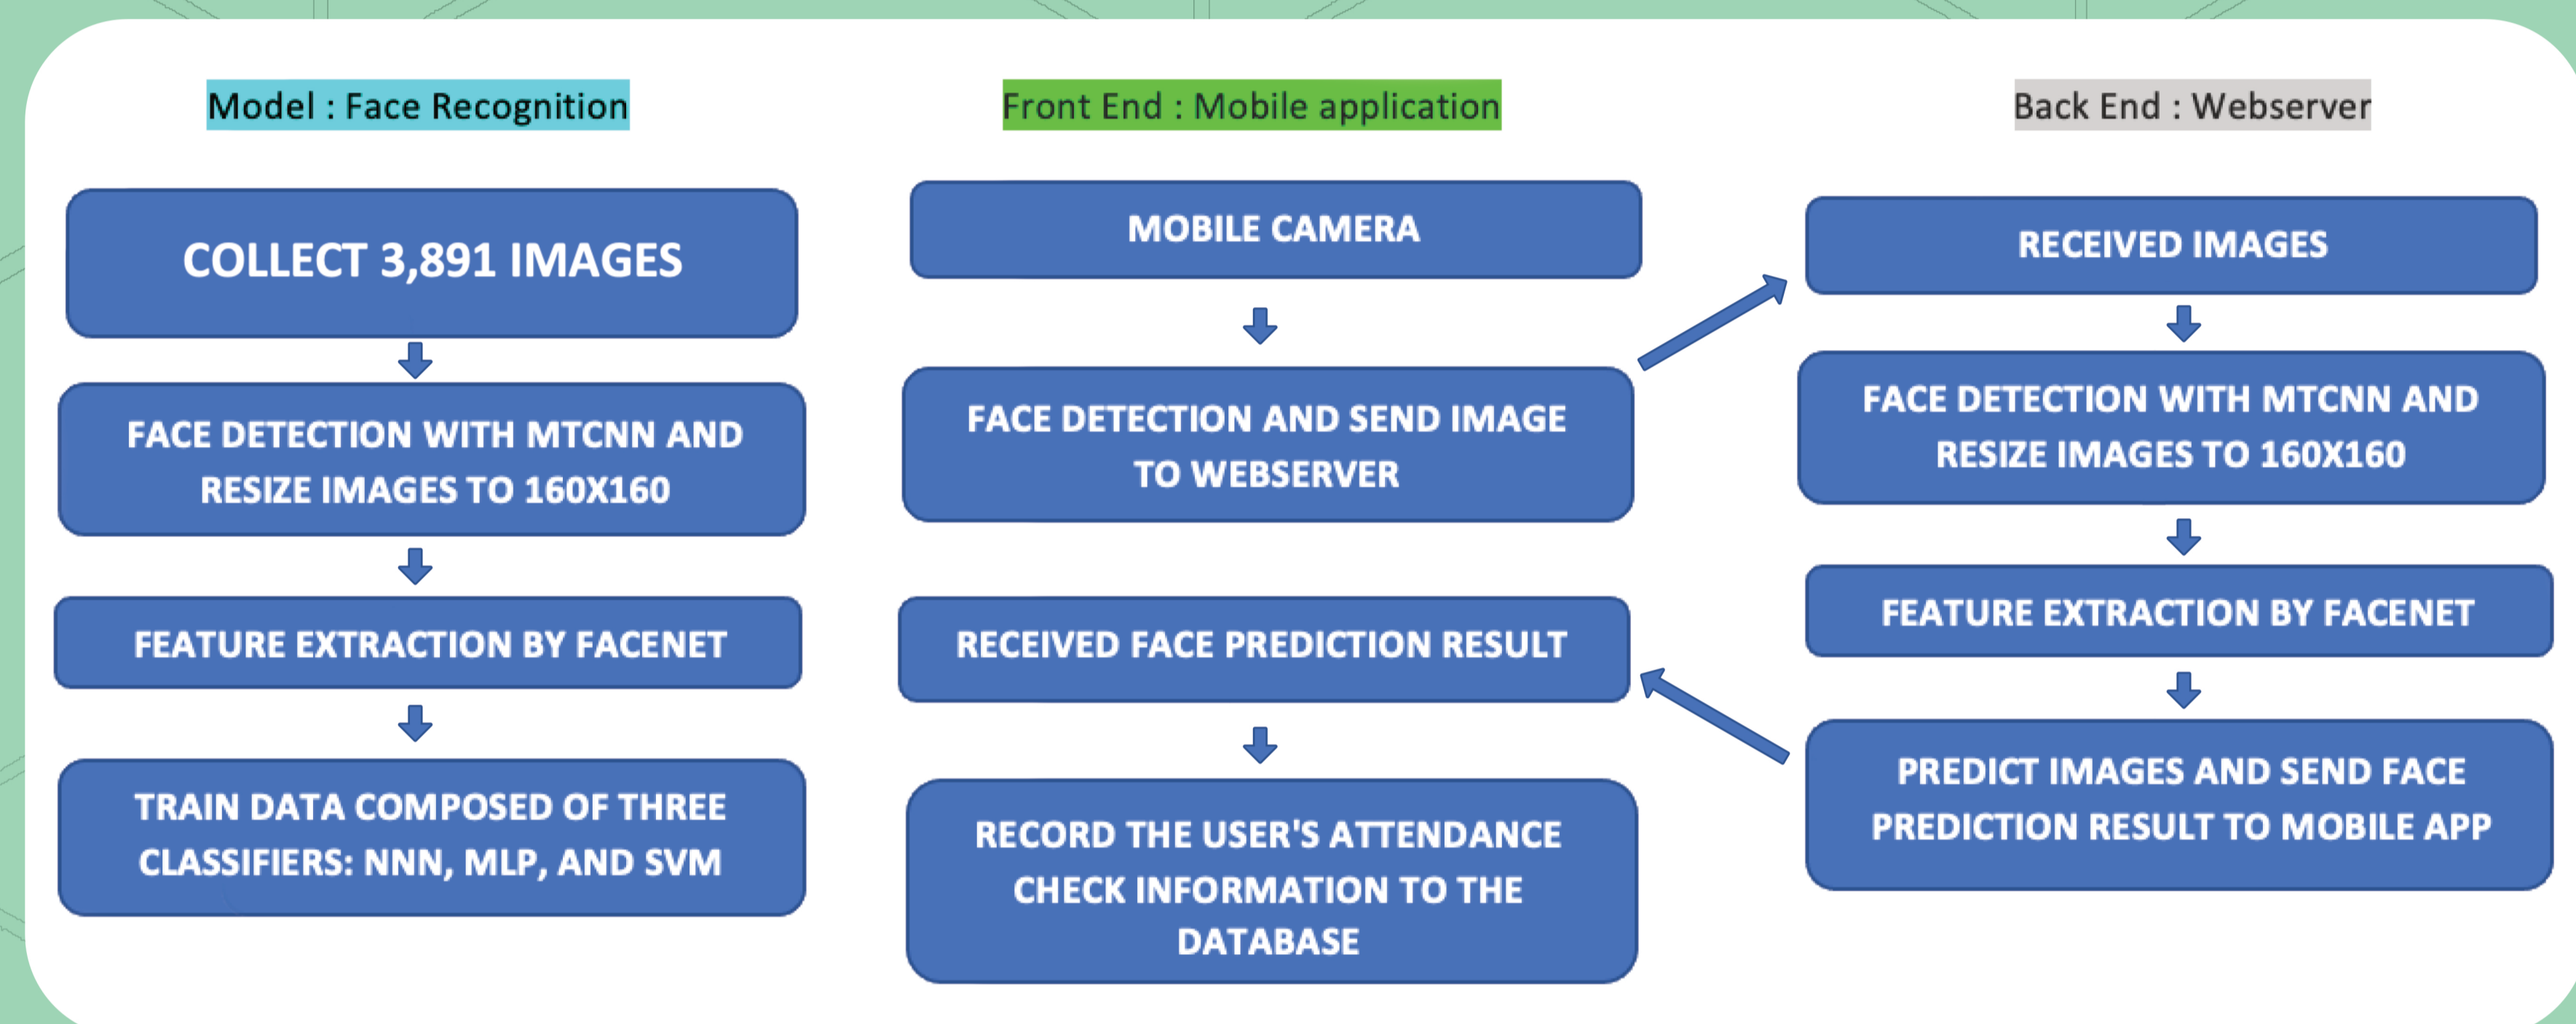 Model : Face Recognition
COLLECT 3,891 IMAGES
FACE DETECTION WITH MTCNN AND
RESIZE IMAGES TO 160X160
FEATURE EXTRACTION BY FACENET
TRAIN DATA COMPOSED OF THREE
CLASSIFIERS: NNN, MLP, AND SVM
Front End : Mobile application
MOBILE CAMERA
FACE DETECTION AND SEND IMAGE
TO WEBSERVER
RECEIVED FACE PREDICTION RESULT
RECORD THE USER'S ATTENDANCE
CHECK INFORMATION TO THE
DATABASE
Back End : Webserver
RECEIVED IMAGES
FACE DETECTION WITH MTCNN AND
RESIZE IMAGES TO 160X160
FEATURE EXTRACTION BY FACENET
PREDICT IMAGES AND SEND FACE
PREDICTION RESULT TO MOBILE APP